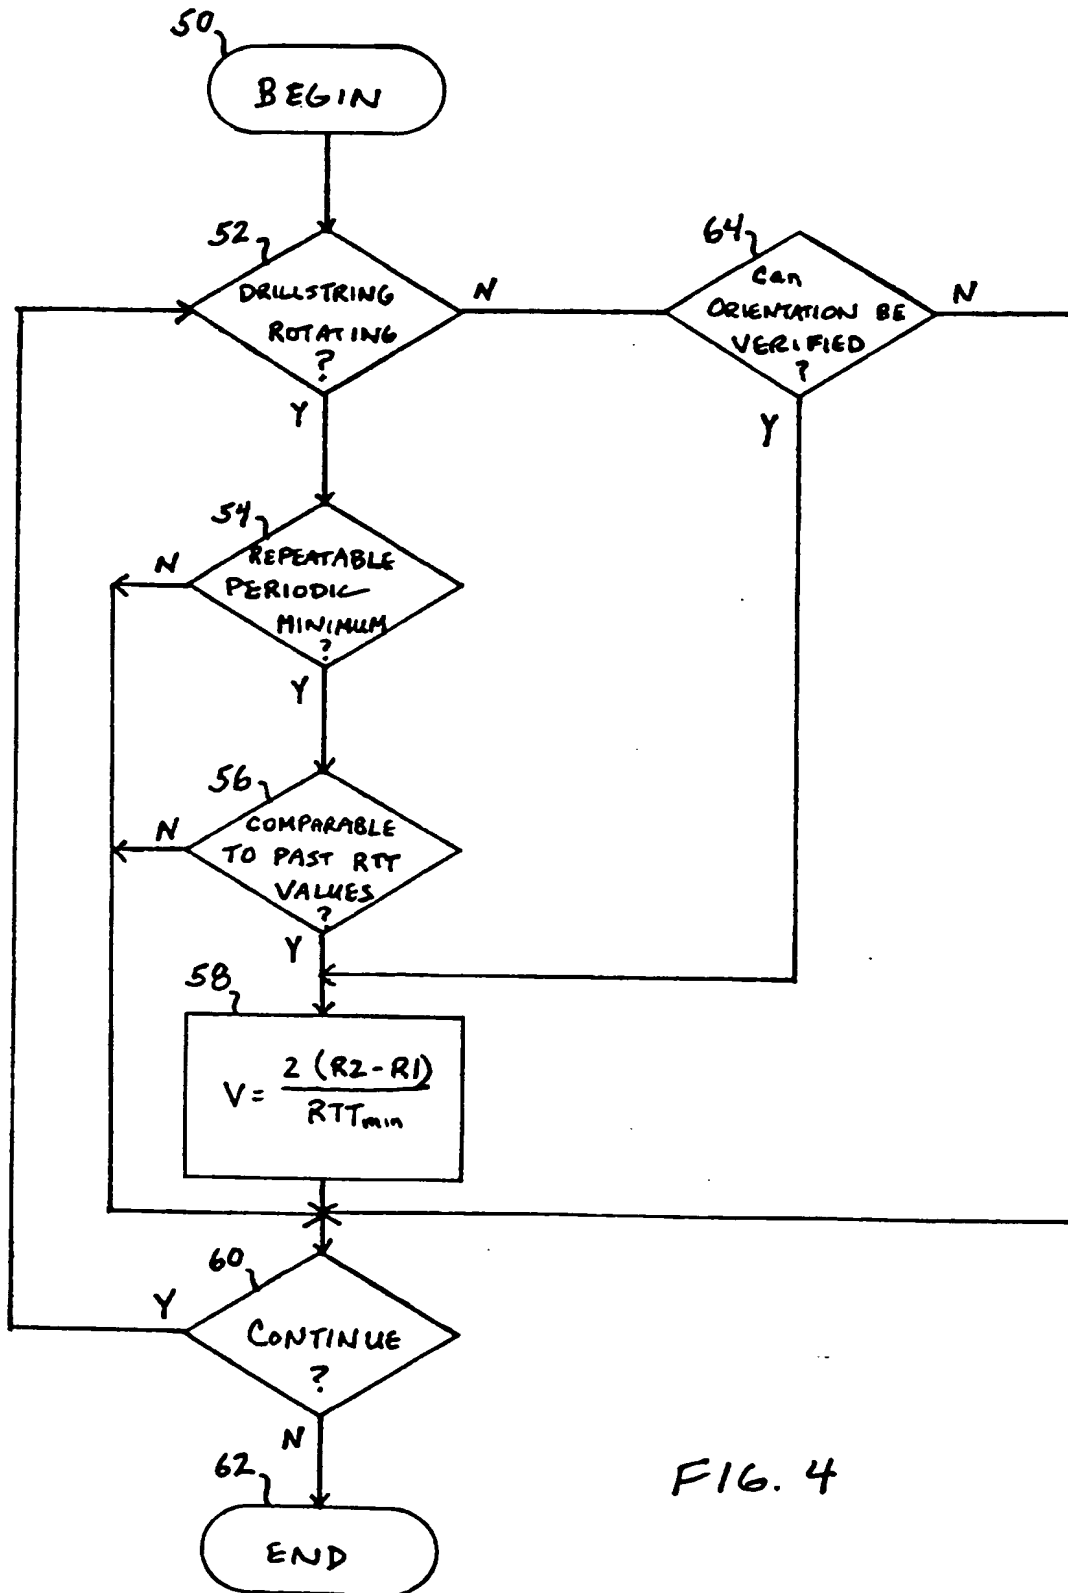 50
BEGIN
52
DRILLSTRING
ROTATING
?
N
Y
64
Can
ORIENTATION BE
VERIFIED
?
N
Y
54
REPEATABLE
PERIODIC
MINIMUM
?
N
Y
56
COMPARABLE
TO PAST RTT
VALUES
?
N
Y
58
V = 2 (R2-R1)
RTTmin
60
CONTINUE
?
Y
N
62
END
FIG. 4